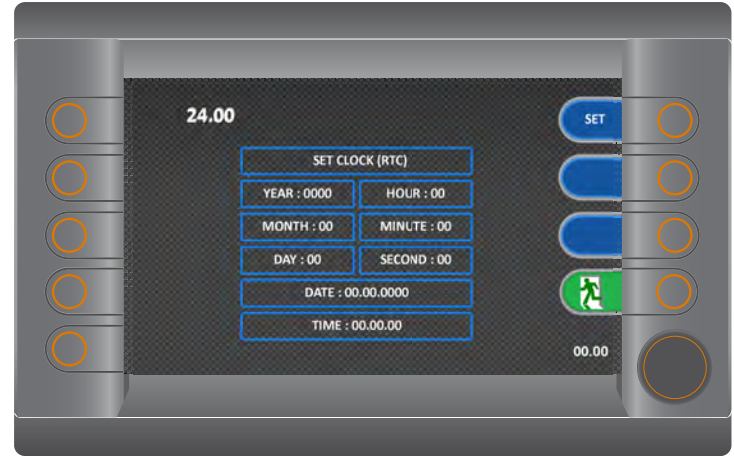 24.00
SET
SET CLOCK (RTC)
YEAR : 0000
HOUR : 00
MONTH : 00
MINUTE : 00
DAY : 00
SECOND : 00
DATE : 00.00.0000
TIME : 00.00.00
00.00